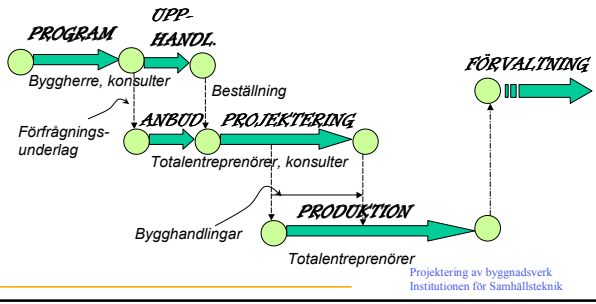 UPP-
PROGRAM
HANDL.
FÖRVALTNING
Byggherre, konsulter
Beställning
Förfrågnings-
underlag
ANBUD
PROJEKTERING
Totalentreprenörer, konsulter
PRODUKTION
Bygghandlingar
Totalentreprenörer
Projektering av byggnadsverk
Institutionen för Samhällsteknik